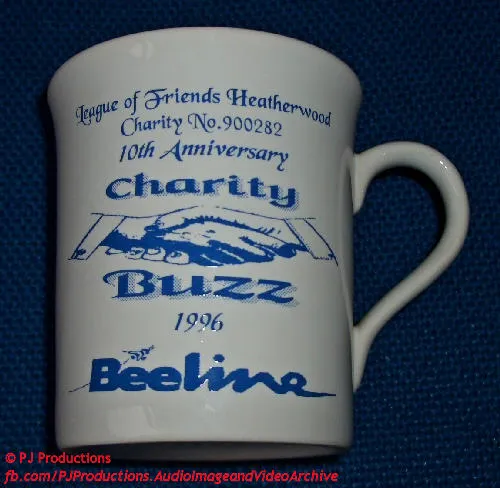 League of Friends Heatherwood
Charity No.900282
10th Anniversary
Charity
Buzz
1996
Beeline
© PJ Productions
fb.com/PJProductions.AudioImageandVideoArchive